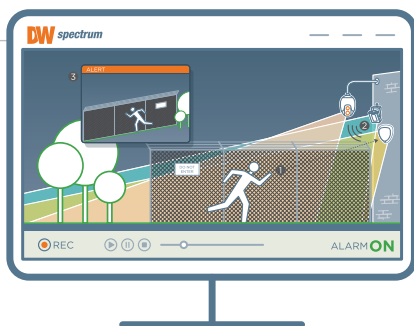 DW spectrum
3
ALERT
2
DO NOT
ENTER
1
REC
ALARM ON